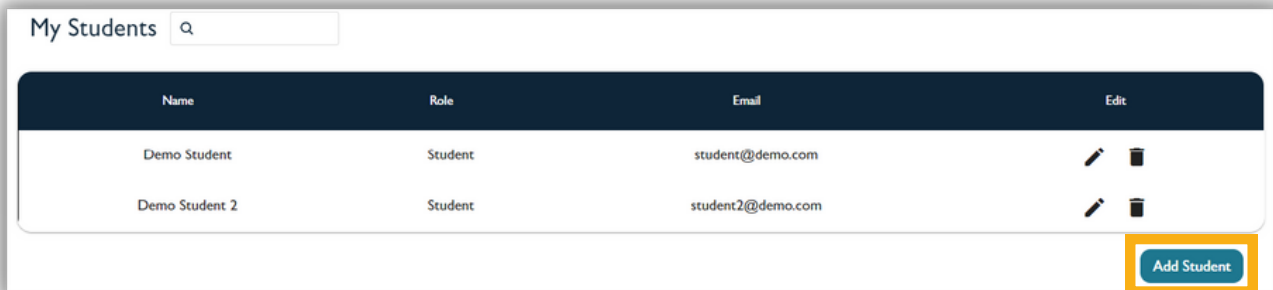 My Students
Name Role Email Edit
Demo Student Student student@demo.com
Demo Student 2 Student student2@demo.com
Add Student